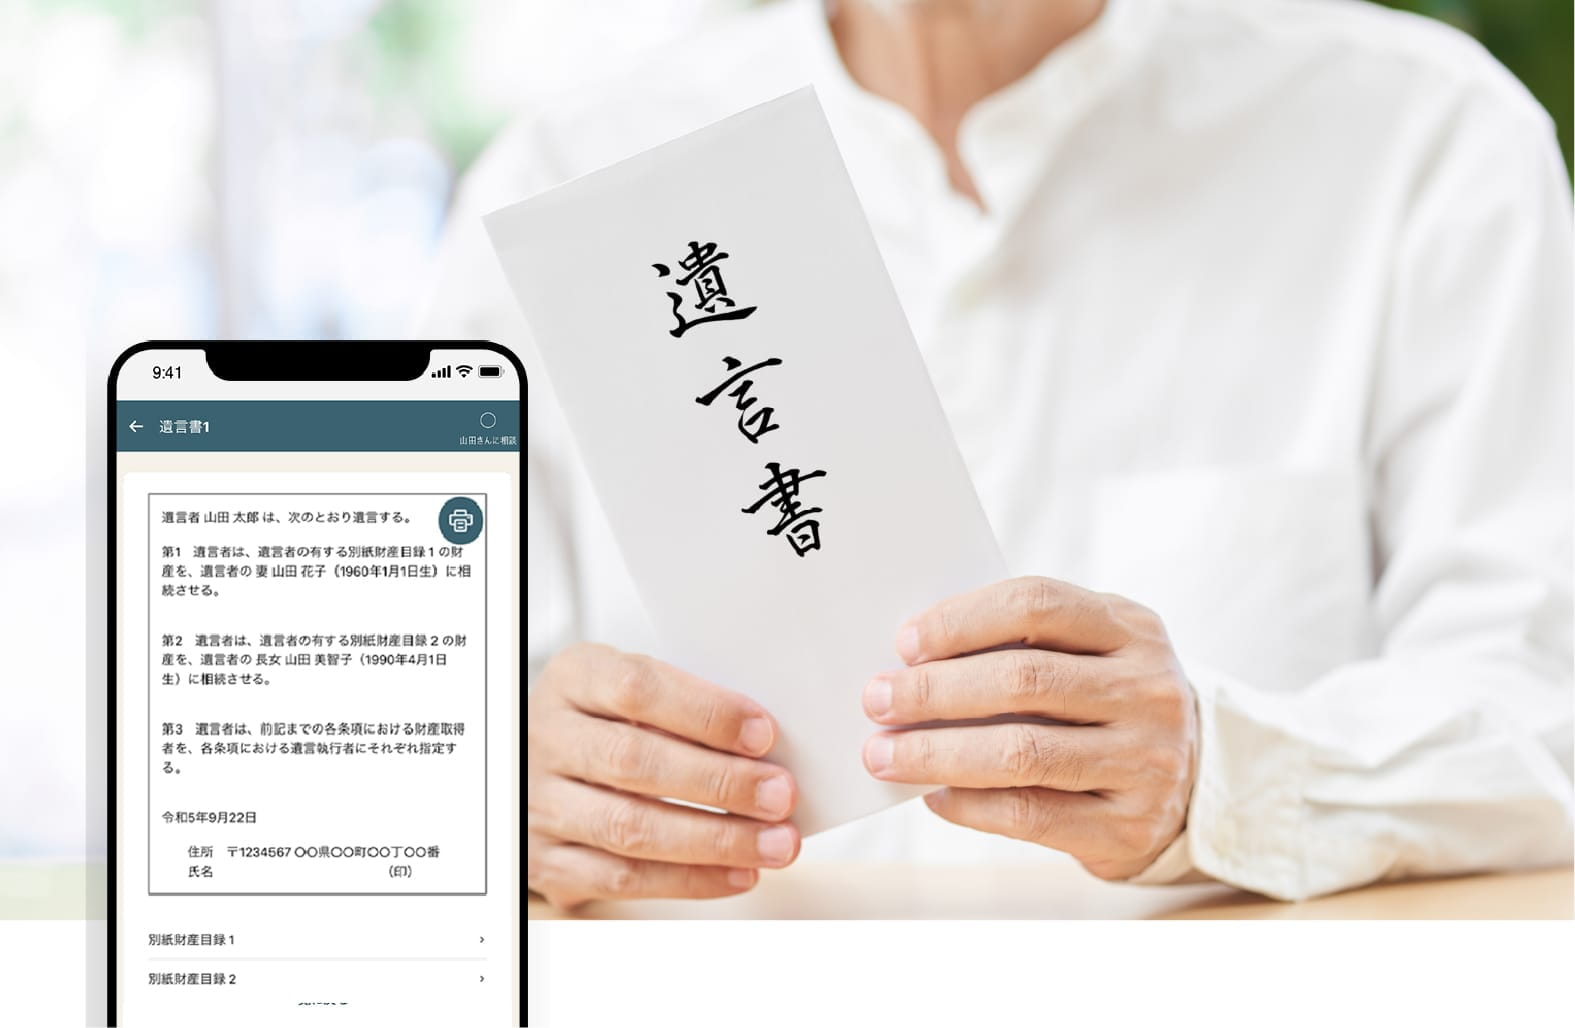 遺言書
9:41
遺言書1
山田さんに相談
遺言者 山田 太郎 は、次のとおり遺言する。
第1　遺言者は、遺言者の有する別紙財産目録1の財
産を、遺言者の 妻 山田 花子（1960年1月1日生）に相
続させる。
第2　遺言者は、遺言者の有する別紙財産目録2の財
産を、遺言者の 長女 山田 美智子（1990年4月1日
生）に相続させる。
第3　遺言者は、前記までの各条項における財産取得
者を、各条項における遺言執行者にそれぞれ指定す
る。
令和5年9月22日
住所　〒1234567 〇〇県〇〇町〇〇丁〇〇番
氏名　（印）
別紙財産目録1
別紙財産目録2